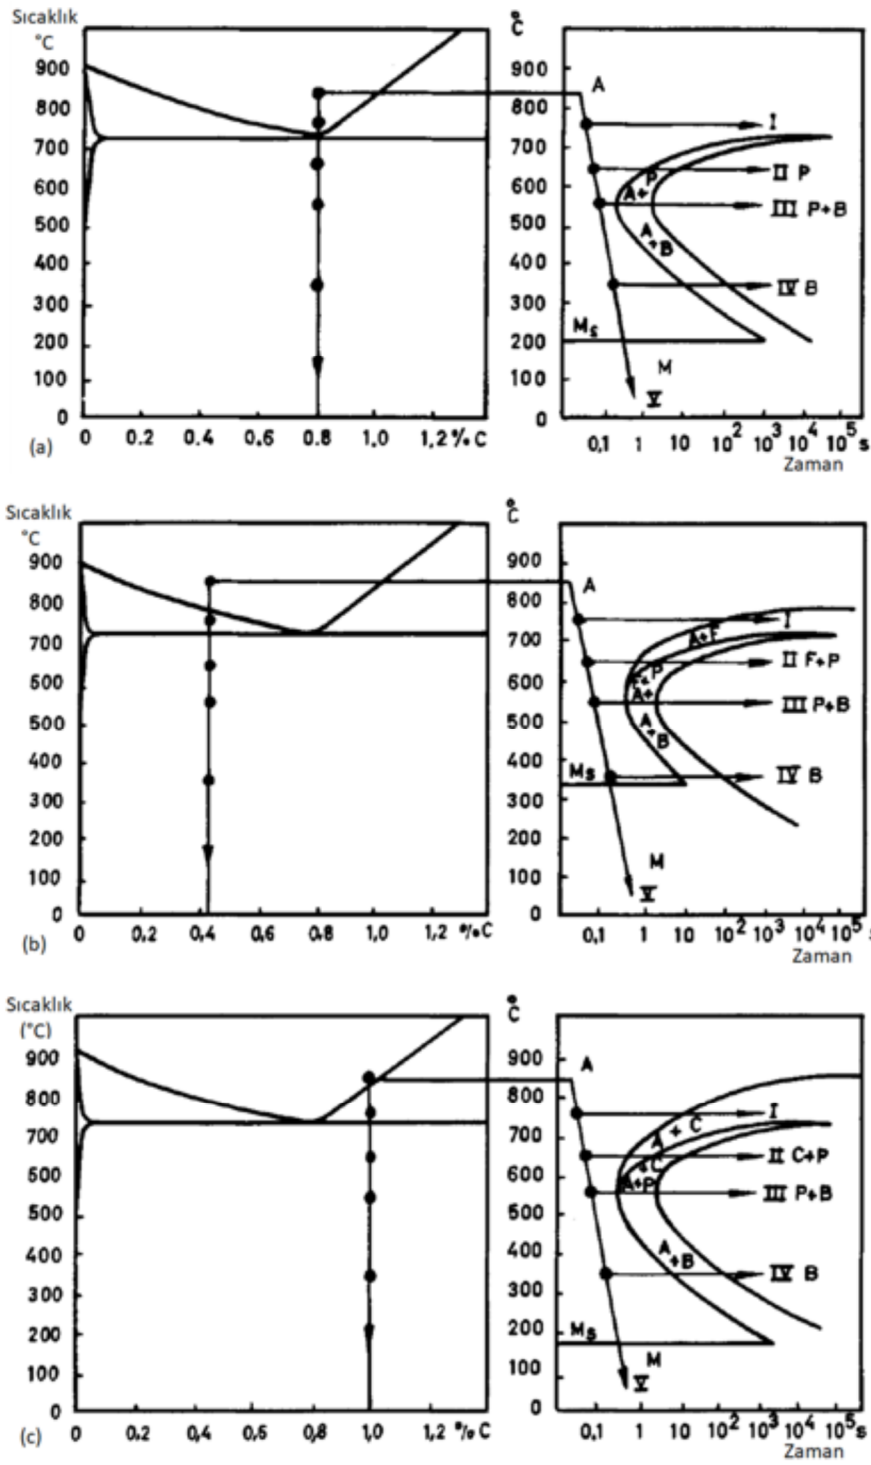 Sıcaklık
°C
900
800
700
600
500
400
300
200
100
0
0 0.2 0.4 0.6 0.8 1,0 1,2 % C
(a)
°C
900
800
700
600
500
400
300
200
100
0
A
I
II P
III P+B
IV B
A+P
A+B
Ms
M
V
0,1 1 10 10² 10³ 10⁴ 10⁵ s
Zaman
Sıcaklık
°C
900
800
700
600
500
400
300
200
100
0
0 0,2 0,4 0,6 0,8 1,0 1,2 % C
(b)
°C
900
800
700
600
500
400
300
200
100
0
A
I
A+F
II F+P
F+P
A+
III P+B
A+B
Ms
IV B
M
V
0,1 1 10 10² 10³ 10⁴ 10⁵ s
Zaman
Sıcaklık
(°C)
900
800
700
600
500
400
300
200
100
0
0 0,2 0,4 0,6 0,8 1,0 1,2 % C
(c)
°C
900
800
700
600
500
400
300
200
100
0
A
I
A + C
II C+P
+C
A+P
III P+B
A+B
IV B
Ms
M
V
0,1 1 10 10² 10³ 10⁴ 10⁵ s
Zaman